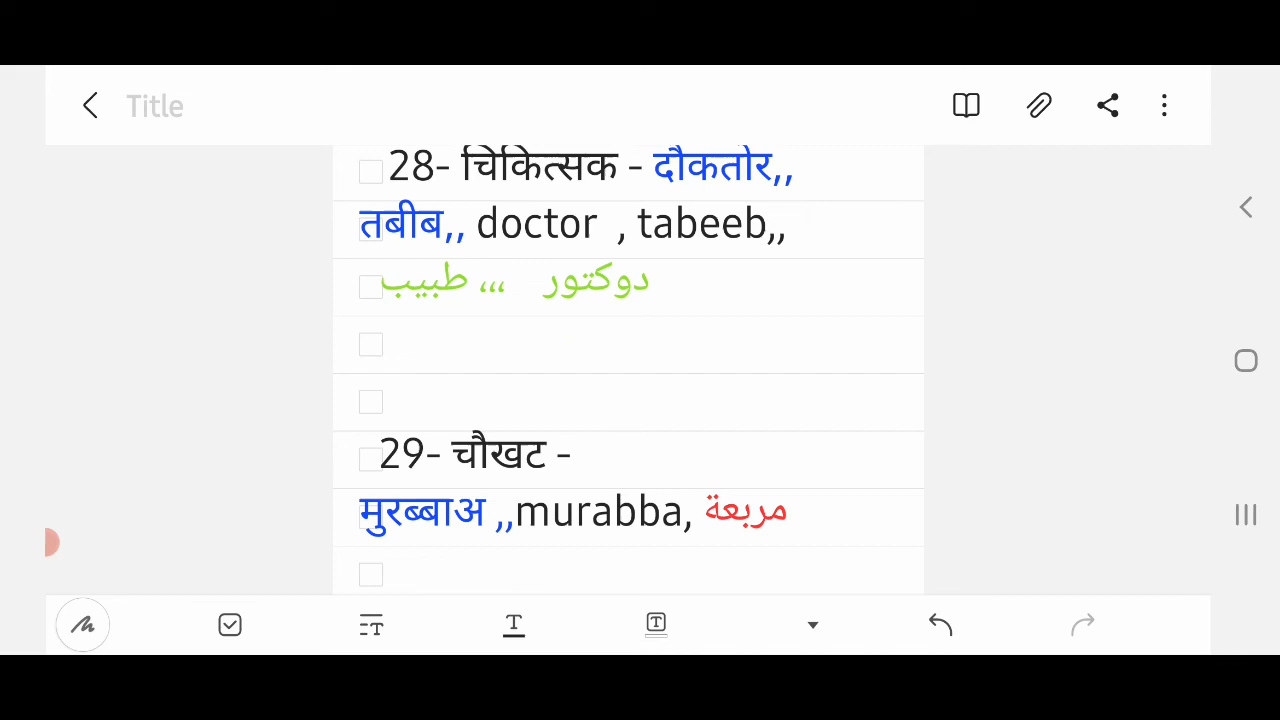 Title
28- चिकित्सक - दौकतोर,,
तबीब,, doctor , tabeeb,,
دوكتور ،،، طبيب
29- चौखट -
मुरब्बाअ ,,murabba, مربعة